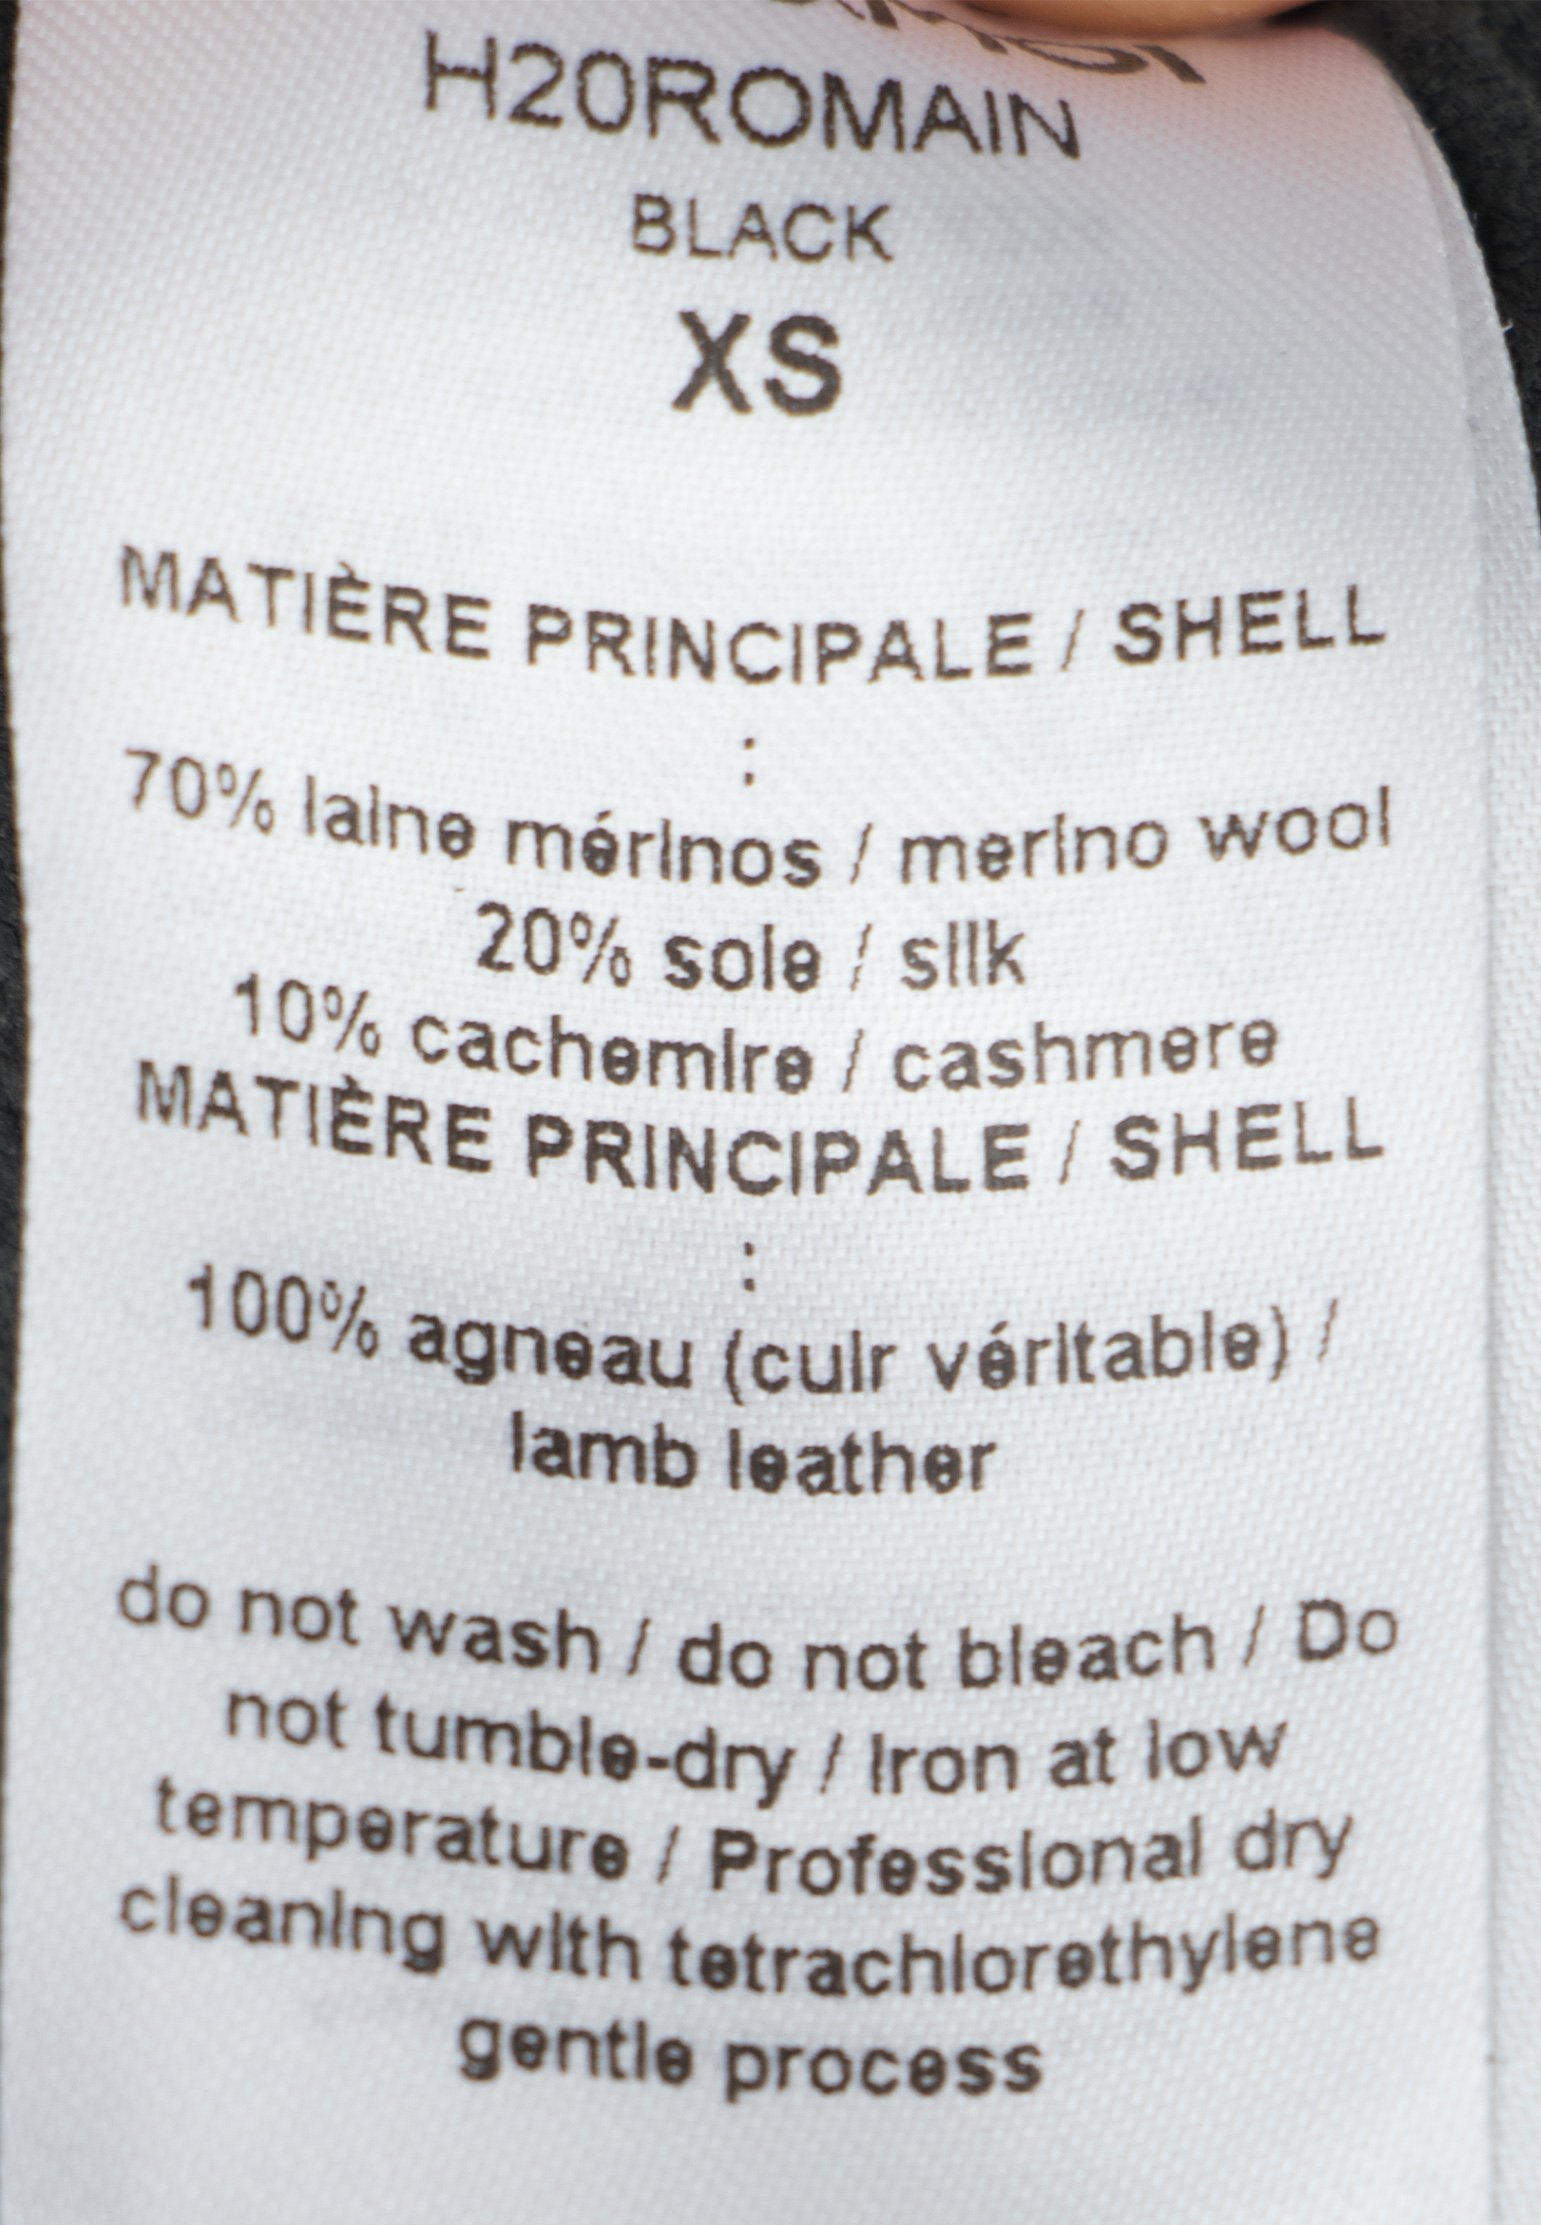 H20ROMAIN
BLACK
XS
MATIÈRE PRINCIPALE / SHELL
:
70% laine mérinos / merino wool
20% soie / silk
10% cachemire / cashmere
MATIÈRE PRINCIPALE / SHELL
:
100% agneau (cuir véritable) /
lamb leather
do not wash / do not bleach / Do
not tumble-dry / Iron at low
temperature / Professional dry
cleaning with tetrachlorethylene
gentle process